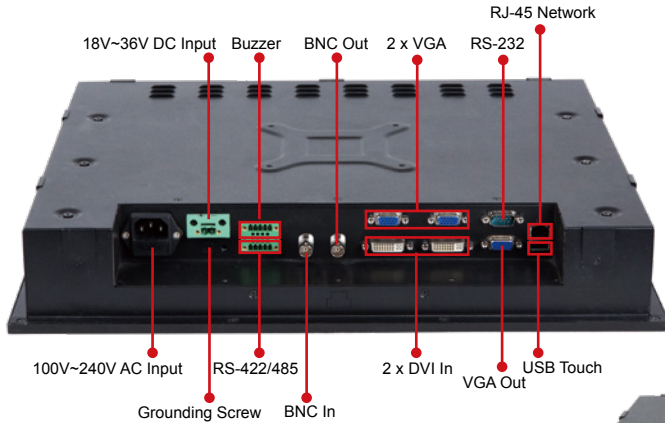 RJ-45 Network
18V~36V DC Input
Buzzer
BNC Out
2 x VGA
RS-232
100V~240V AC Input
RS-422/485
2 x DVI In
USB Touch
VGA Out
Grounding Screw
BNC In